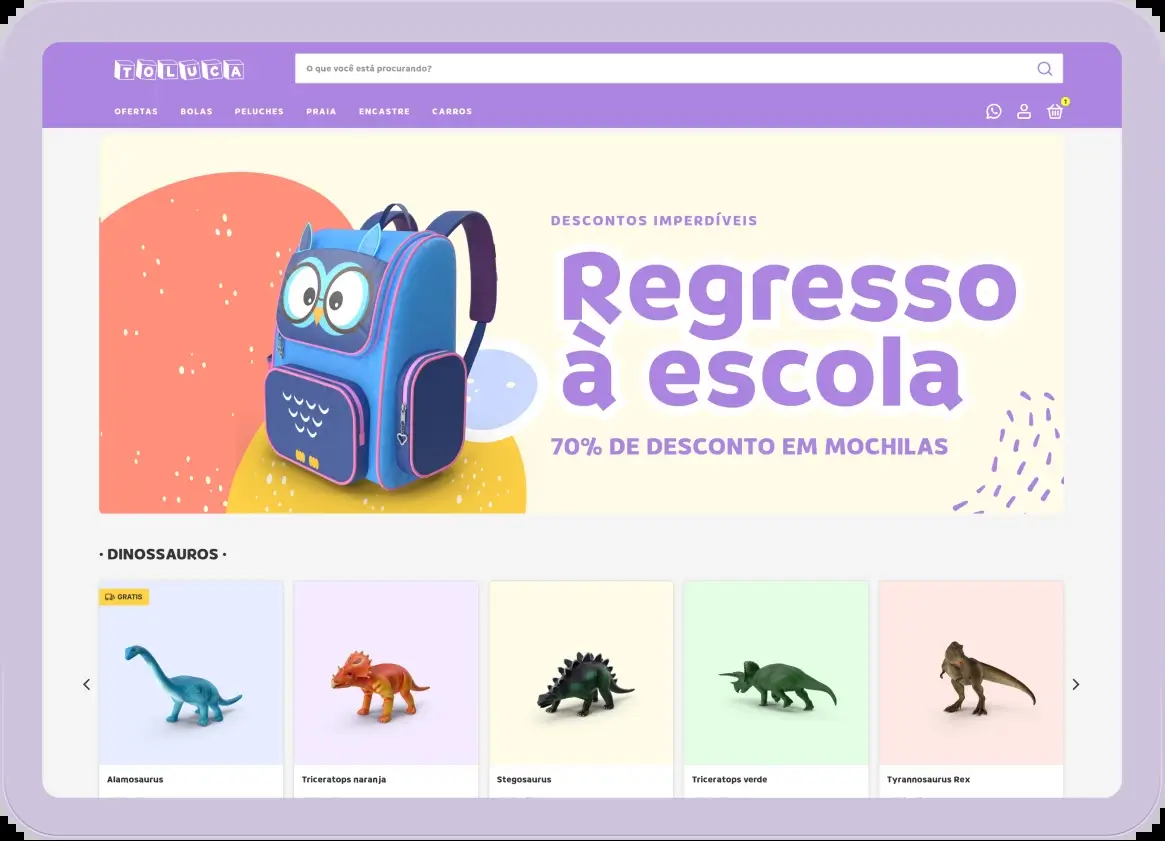 TOLUCA
O que você está procurando?
OFERTAS BOLAS PELUCHES PRAIA ENCASTRE CARROS
1
DESCONTOS IMPERDÍVEIS
Regresso
à escola
70% DE DESCONTO EM MOCHILAS
· DINOSSAUROS ·
GRATIS
Alamosaurus
Triceratops naranja
Stegosaurus
Triceratops verde
Tyrannosaurus Rex